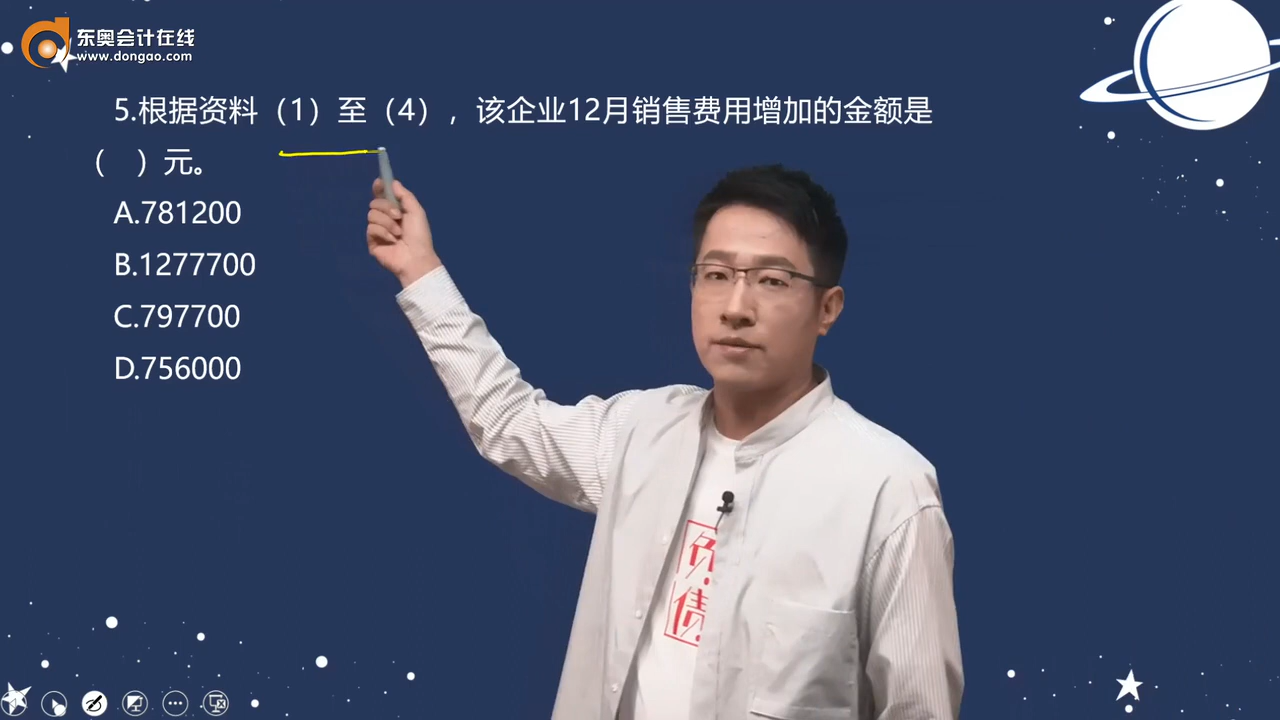 东奥会计在线
www.dongao.com
5.根据资料（1）至（4），该企业12月销售费用增加的金额是
（ ）元。
A.781200
B.1277700
C.797700
D.756000
负
债